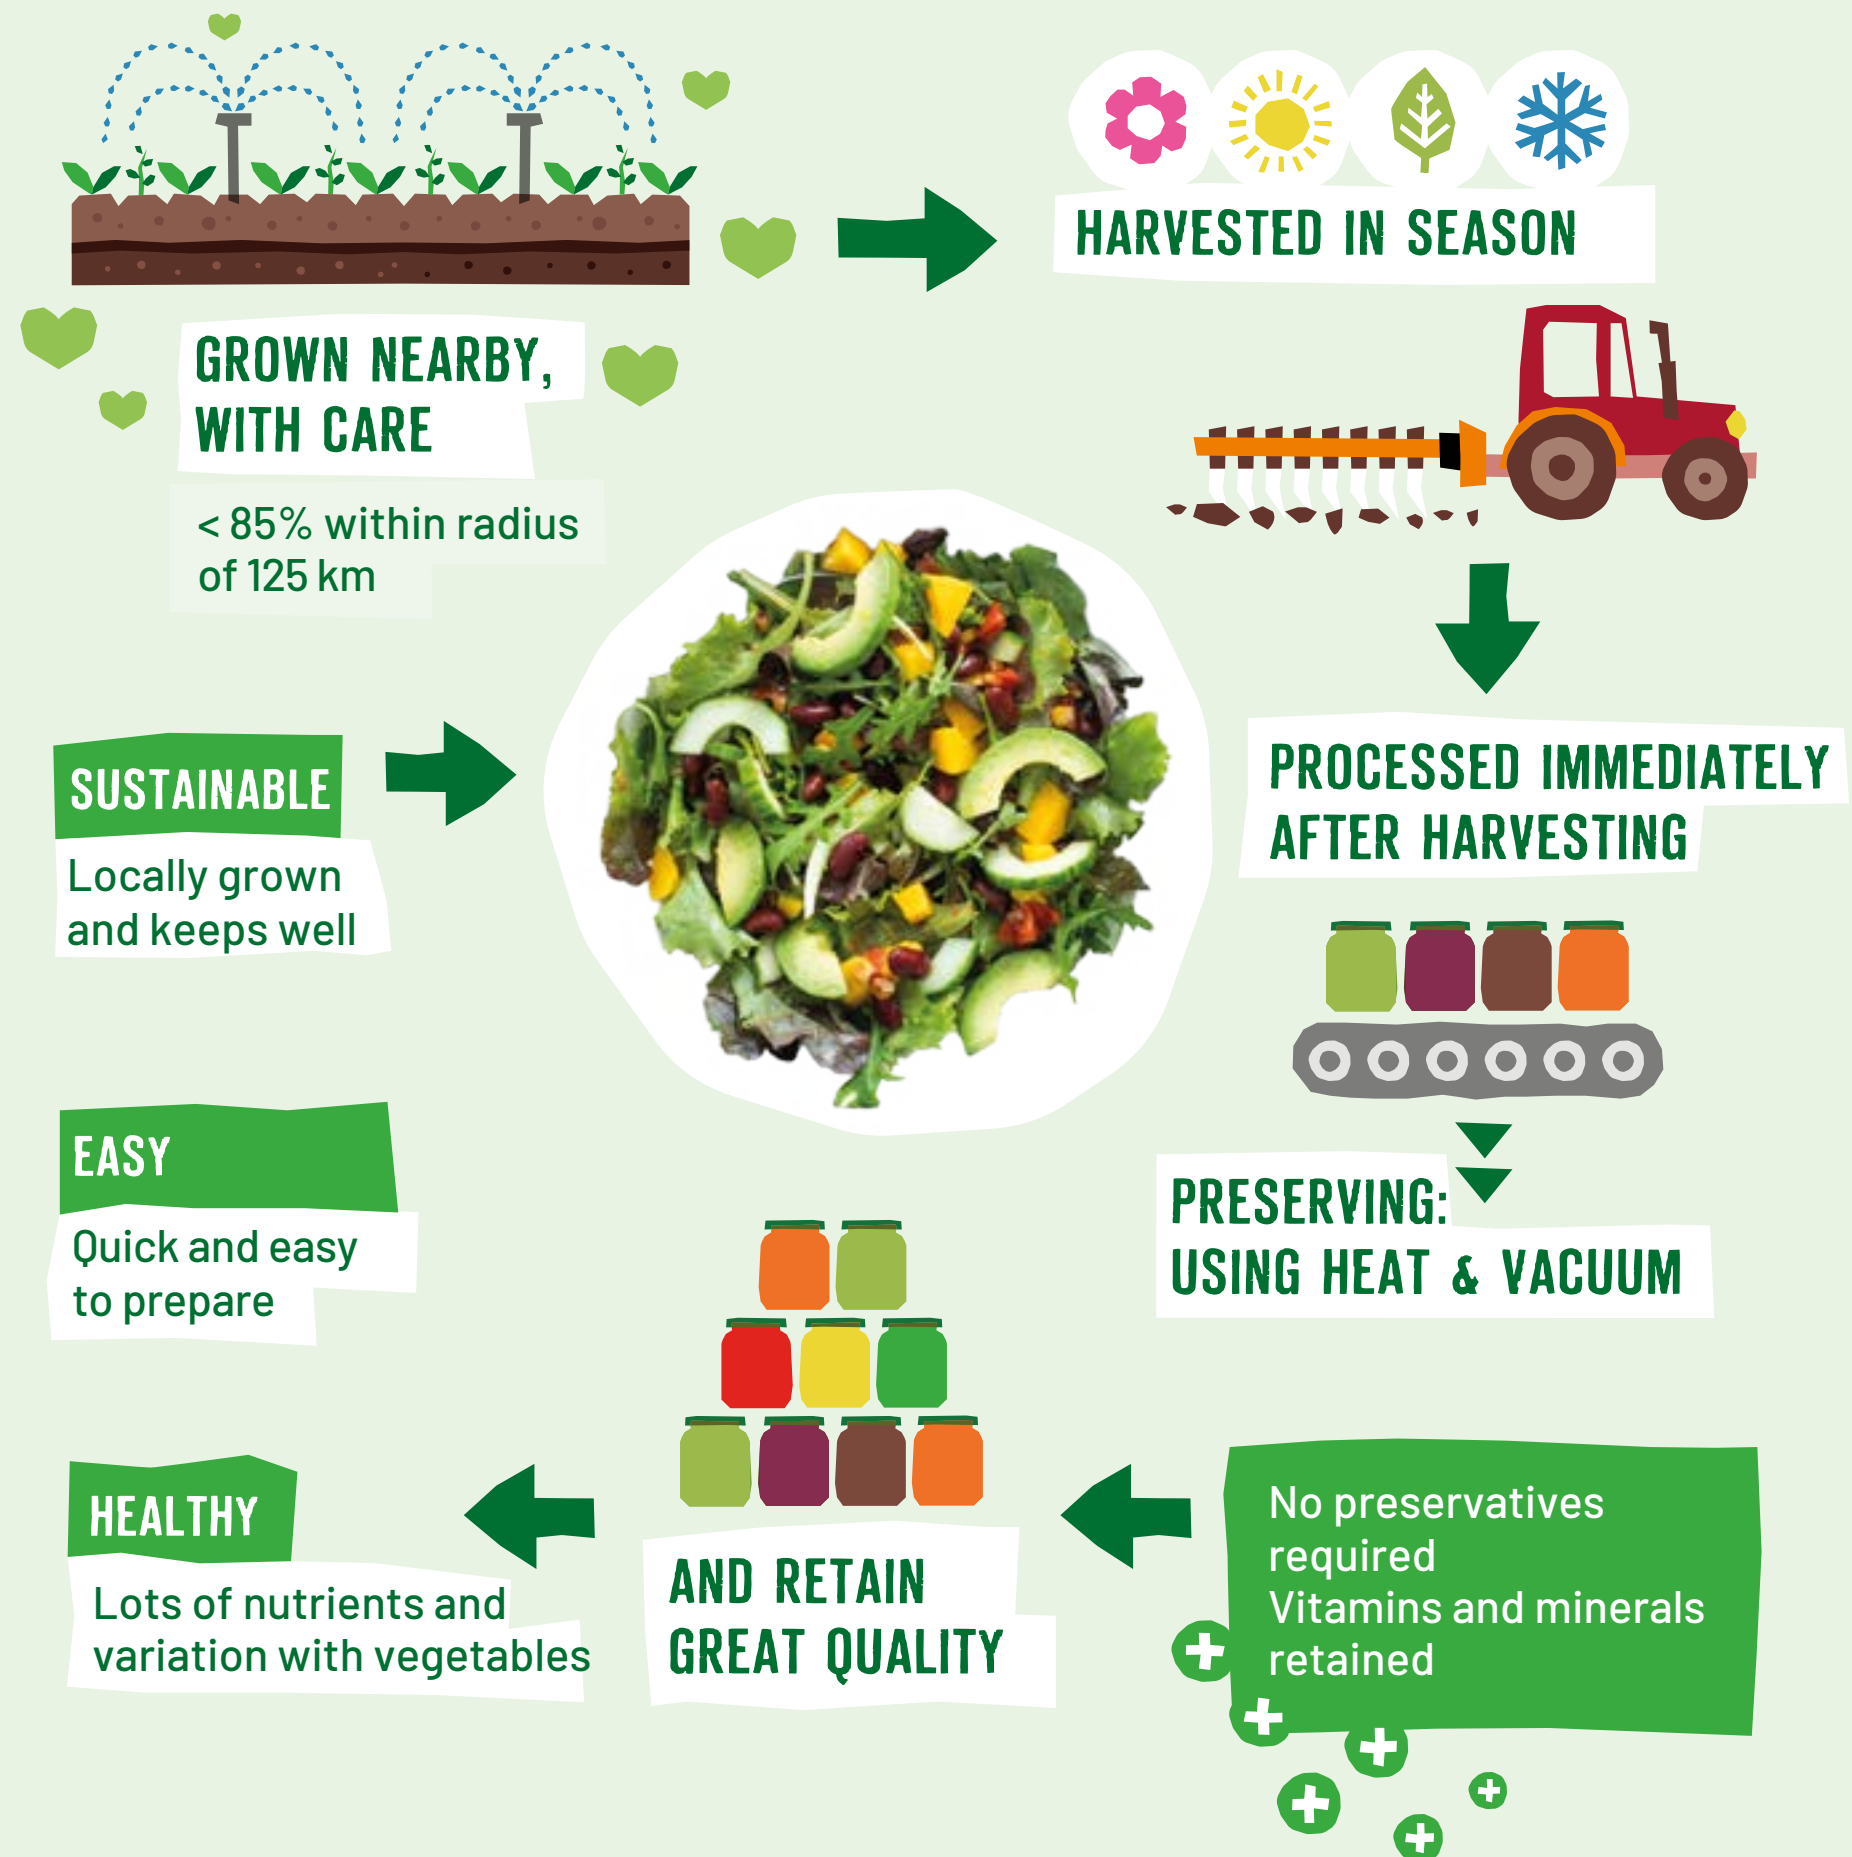 HARVESTED IN SEASON
GROWN NEARBY,
WITH CARE
< 85% within radius
of 125 km
PROCESSED IMMEDIATELY
AFTER HARVESTING
PRESERVING:
USING HEAT & VACUUM
No preservatives
required
Vitamins and minerals
retained
AND RETAIN
GREAT QUALITY
HEALTHY
Lots of nutrients and
variation with vegetables
EASY
Quick and easy
to prepare
SUSTAINABLE
Locally grown
and keeps well